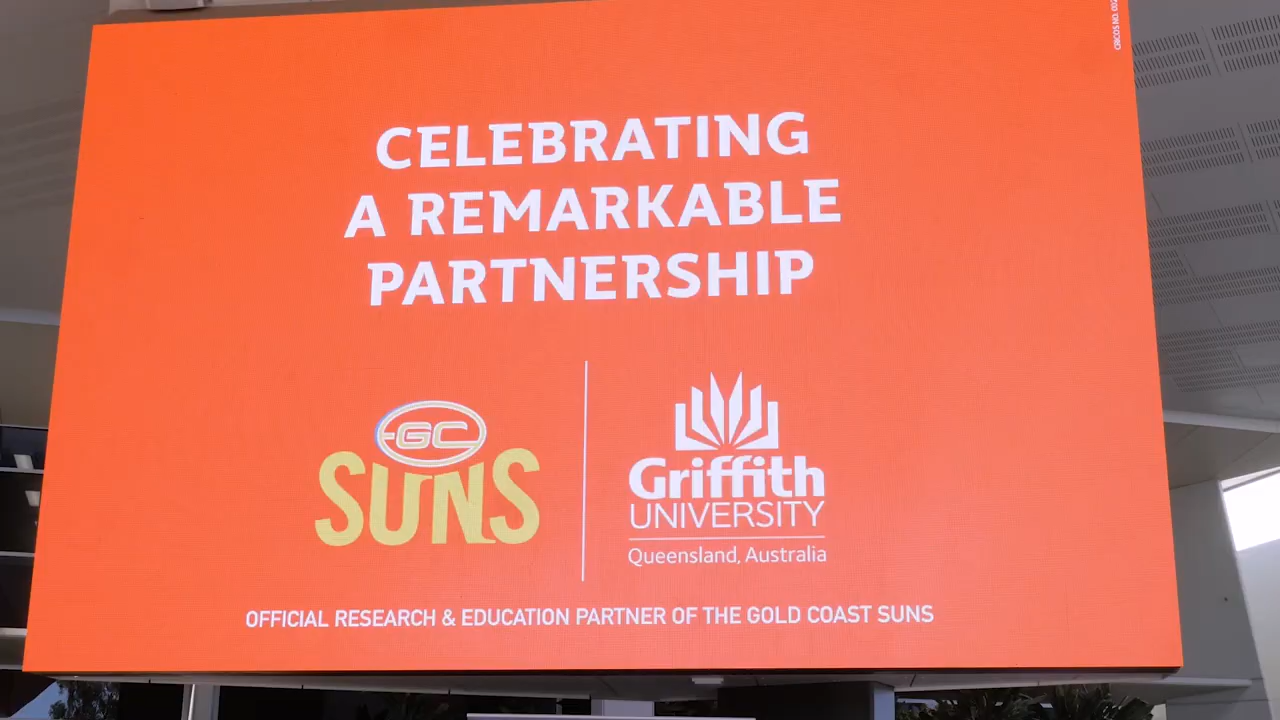 CELEBRATING
A REMARKABLE
PARTNERSHIP
GC
SUNS
Griffith
UNIVERSITY
Queensland, Australia
OFFICIAL RESEARCH & EDUCATION PARTNER OF THE GOLD COAST SUNS